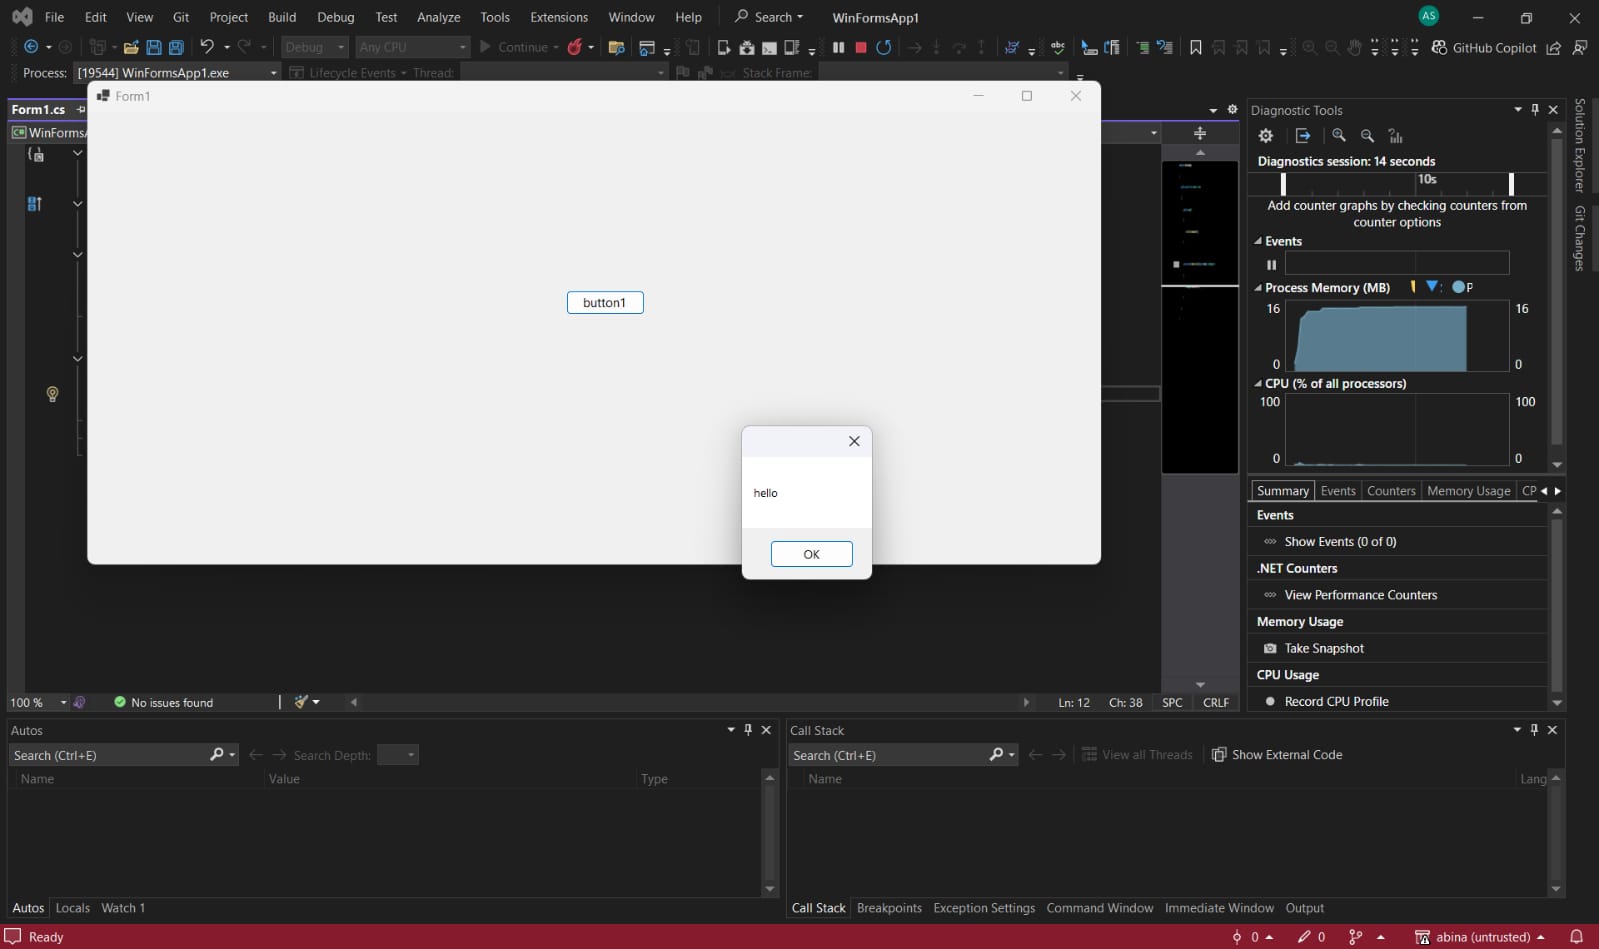 File Edit View Git Project Build Debug Test Analyze Tools Extensions Window Help Search WinFormsApp1 AS
Debug Any CPU Continue GitHub Copilot
Process: [19544] WinFormsApp1.exe Lifecycle Events Thread: Stack Frame:
Form1.cs
WinFormsA
Form1
button1
hello
OK
100 % No issues found Ln: 12 Ch: 38 SPC CRLF
Diagnostic Tools
Diagnostics session: 14 seconds
10s
Add counter graphs by checking counters from
counter options
Events
Process Memory (MB) P
16 16
0 0
CPU (% of all processors)
100 100
0 0
Summary Events Counters Memory Usage CP
Events
Show Events (0 of 0)
.NET Counters
View Performance Counters
Memory Usage
Take Snapshot
CPU Usage
Record CPU Profile
Solution Explorer
Git Changes
Autos
Search (Ctrl+E) Search Depth:
Name Value Type
Autos Locals Watch 1
Call Stack
Search (Ctrl+E) View all Threads Show External Code
Name Lang
Call Stack Breakpoints Exception Settings Command Window Immediate Window Output
Ready 0 0 abina (untrusted)